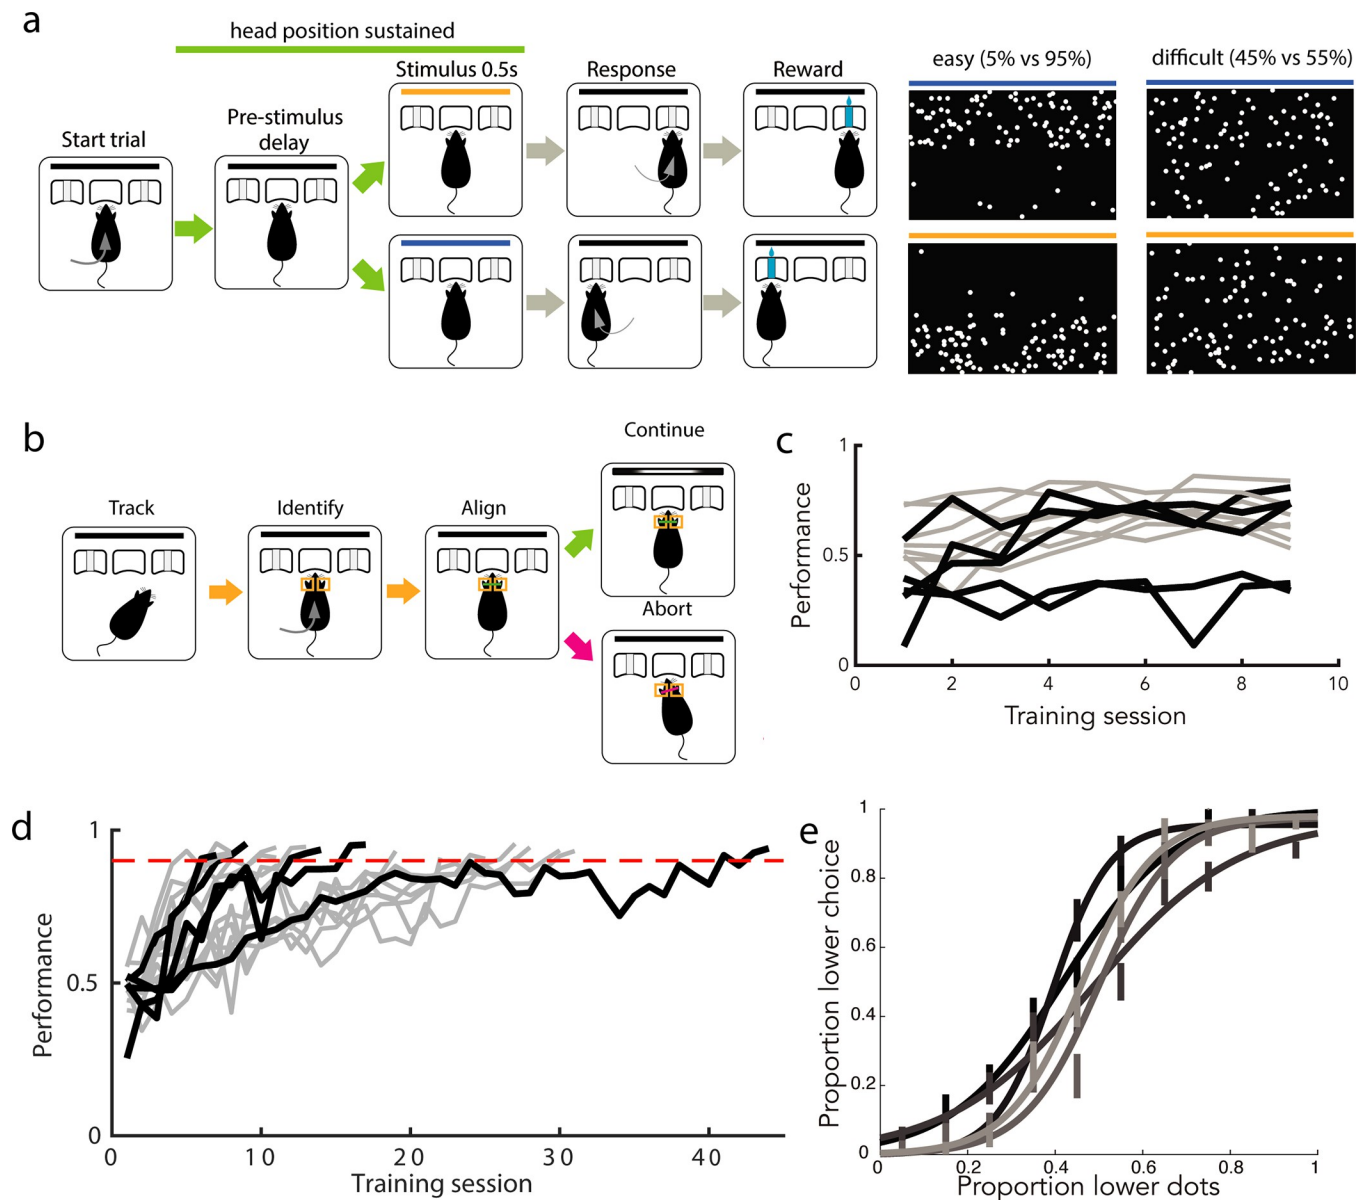 a
head position sustained
Stimulus 0.5s
Response
Reward
easy (5% vs 95%)
difficult (45% vs 55%)
Start trial
Pre-stimulus
delay
b
Continue
Track
Identify
Align
Abort
c
1
0.5
0
Performance
0
2
4
6
8
10
Training session
d
1
0.5
0
Performance
0
10
20
30
40
Training session
e
1
0.8
0.6
0.4
0.2
0
Proportion lower choice
0
0.2
0.4
0.6
0.8
1
Proportion lower dots